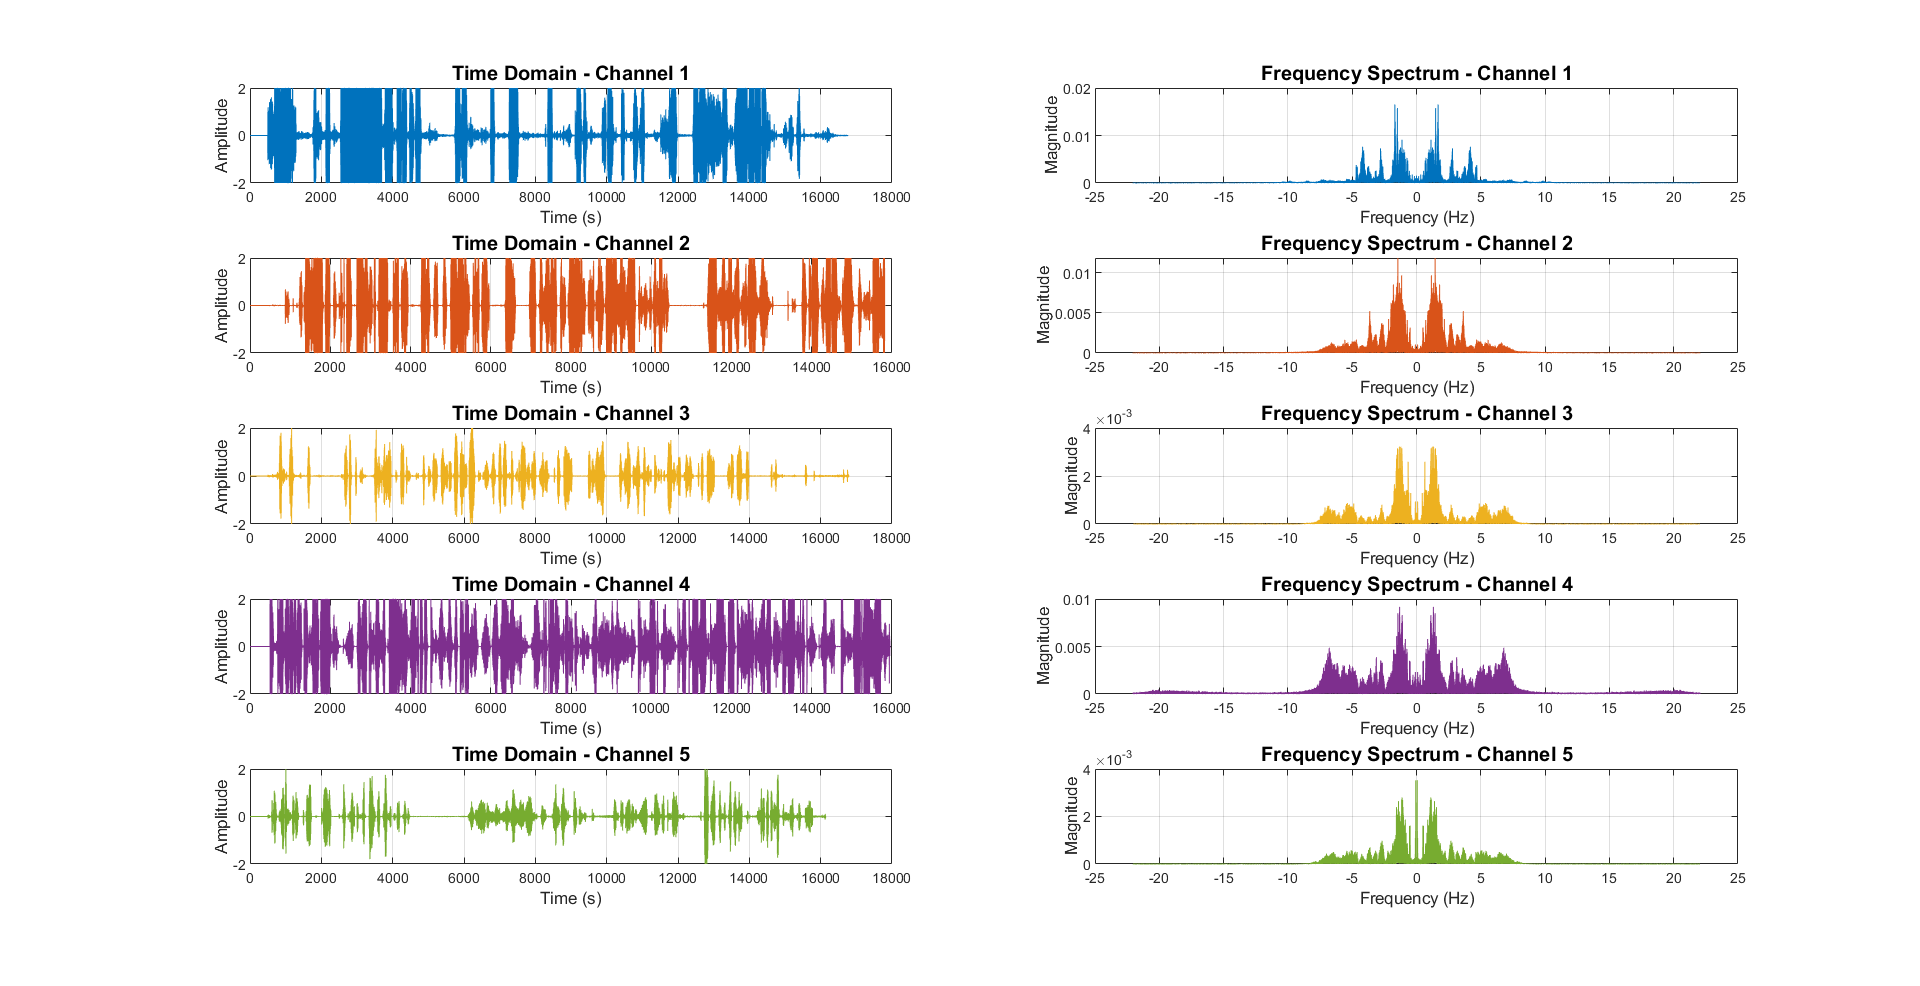 Time Domain - Channel 1
Amplitude
2
0
-2
0 2000 4000 6000 8000 10000 12000 14000 16000 18000
Time (s)
Frequency Spectrum - Channel 1
Magnitude
0.02
0.01
0
-25 -20 -15 -10 -5 0 5 10 15 20 25
Frequency (Hz)
Time Domain - Channel 2
Amplitude
2
0
-2
0 2000 4000 6000 8000 10000 12000 14000 16000
Time (s)
Frequency Spectrum - Channel 2
Magnitude
0.01
0.005
0
-25 -20 -15 -10 -5 0 5 10 15 20 25
Frequency (Hz)
Time Domain - Channel 3
Amplitude
2
0
-2
0 2000 4000 6000 8000 10000 12000 14000 16000 18000
Time (s)
Frequency Spectrum - Channel 3
×10-3
Magnitude
4
2
0
-25 -20 -15 -10 -5 0 5 10 15 20 25
Frequency (Hz)
Time Domain - Channel 4
Amplitude
2
0
-2
0 2000 4000 6000 8000 10000 12000 14000 16000
Time (s)
Frequency Spectrum - Channel 4
Magnitude
0.01
0.005
0
-25 -20 -15 -10 -5 0 5 10 15 20 25
Frequency (Hz)
Time Domain - Channel 5
Amplitude
2
0
-2
0 2000 4000 6000 8000 10000 12000 14000 16000 18000
Time (s)
Frequency Spectrum - Channel 5
×10-3
Magnitude
4
2
0
-25 -20 -15 -10 -5 0 5 10 15 20 25
Frequency (Hz)